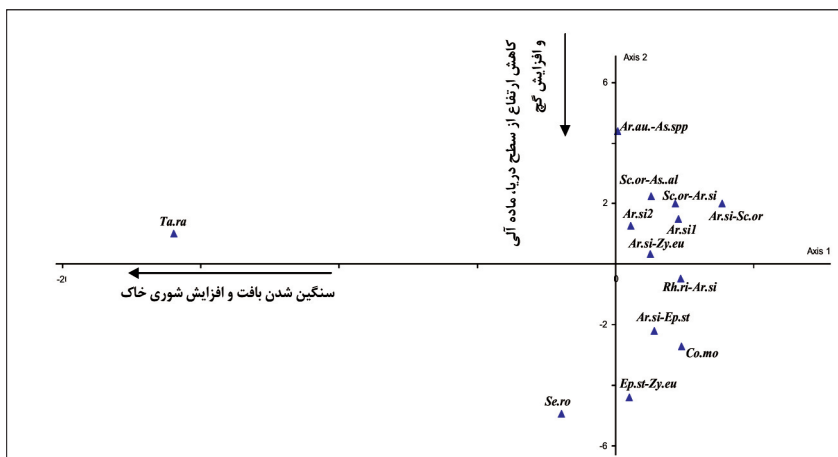 کاهش ارتفاع از سطح دریا، ماده آلی
و افزایش گچ
Axis 2
6
Ar.au.-As.spp
Sc.or-As..al
Sc.or-Ar.si
2
Ar.si2
Ar.si1
Ar.si-Sc.or
Ta.ra
Ar.si-Zy.eu
Axis 1
-20
0
سنگین شدن بافت و افزایش شوری خاک
Rh.ri-Ar.si
Ar.si-Ep.st
-2
Co.mo
Ep.st-Zy.eu
-4
Se.ro
-6